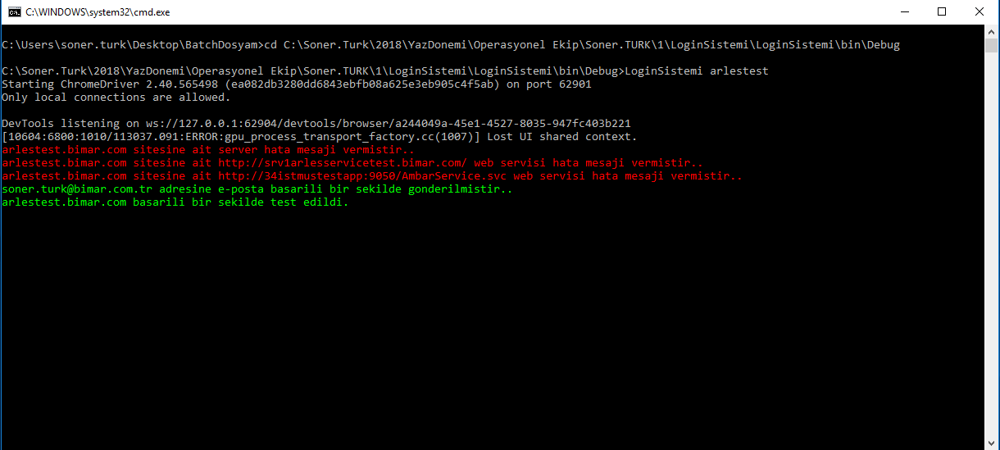 C:\WINDOWS\system32\cmd.exe
C:\Users\soner.turk\Desktop\BatchDosyam>cd C:\Soner.Turk\2018\YazDonemi\Operasyonel Ekip\Soner.TURK\1\LoginSistemi\LoginSistemi\bin\Debug
C:\Soner.Turk\2018\YazDonemi\Operasyonel Ekip\Soner.TURK\1\LoginSistemi\LoginSistemi\bin\Debug>LoginSistemi arlestest
Starting ChromeDriver 2.40.565498 (ea082db3280dd6843ebfb08a625e3eb905c4f5ab) on port 62901
Only local connections are allowed.
DevTools listening on ws://127.0.0.1:62904/devtools/browser/a244049a-45e1-4527-8035-947fc403b221
[10604:6800:1010/113037.091:ERROR:gpu_process_transport_factory.cc(1007)] Lost UI shared context.
arlestest.bimar.com sitesine ait server hata mesaji vermistir..
arlestest.bimar.com sitesine ait http://srv1arlesservicetest.bimar.com/ web servisi hata mesaji vermistir..
arlestest.bimar.com sitesine ait http://34istmustestapp:9050/AmbarService.svc web servisi hata mesaji vermistir..
soner.turk@bimar.com.tr adresine e-posta basarili bir sekilde gonderilmistir..
arlestest.bimar.com basarili bir sekilde test edildi.